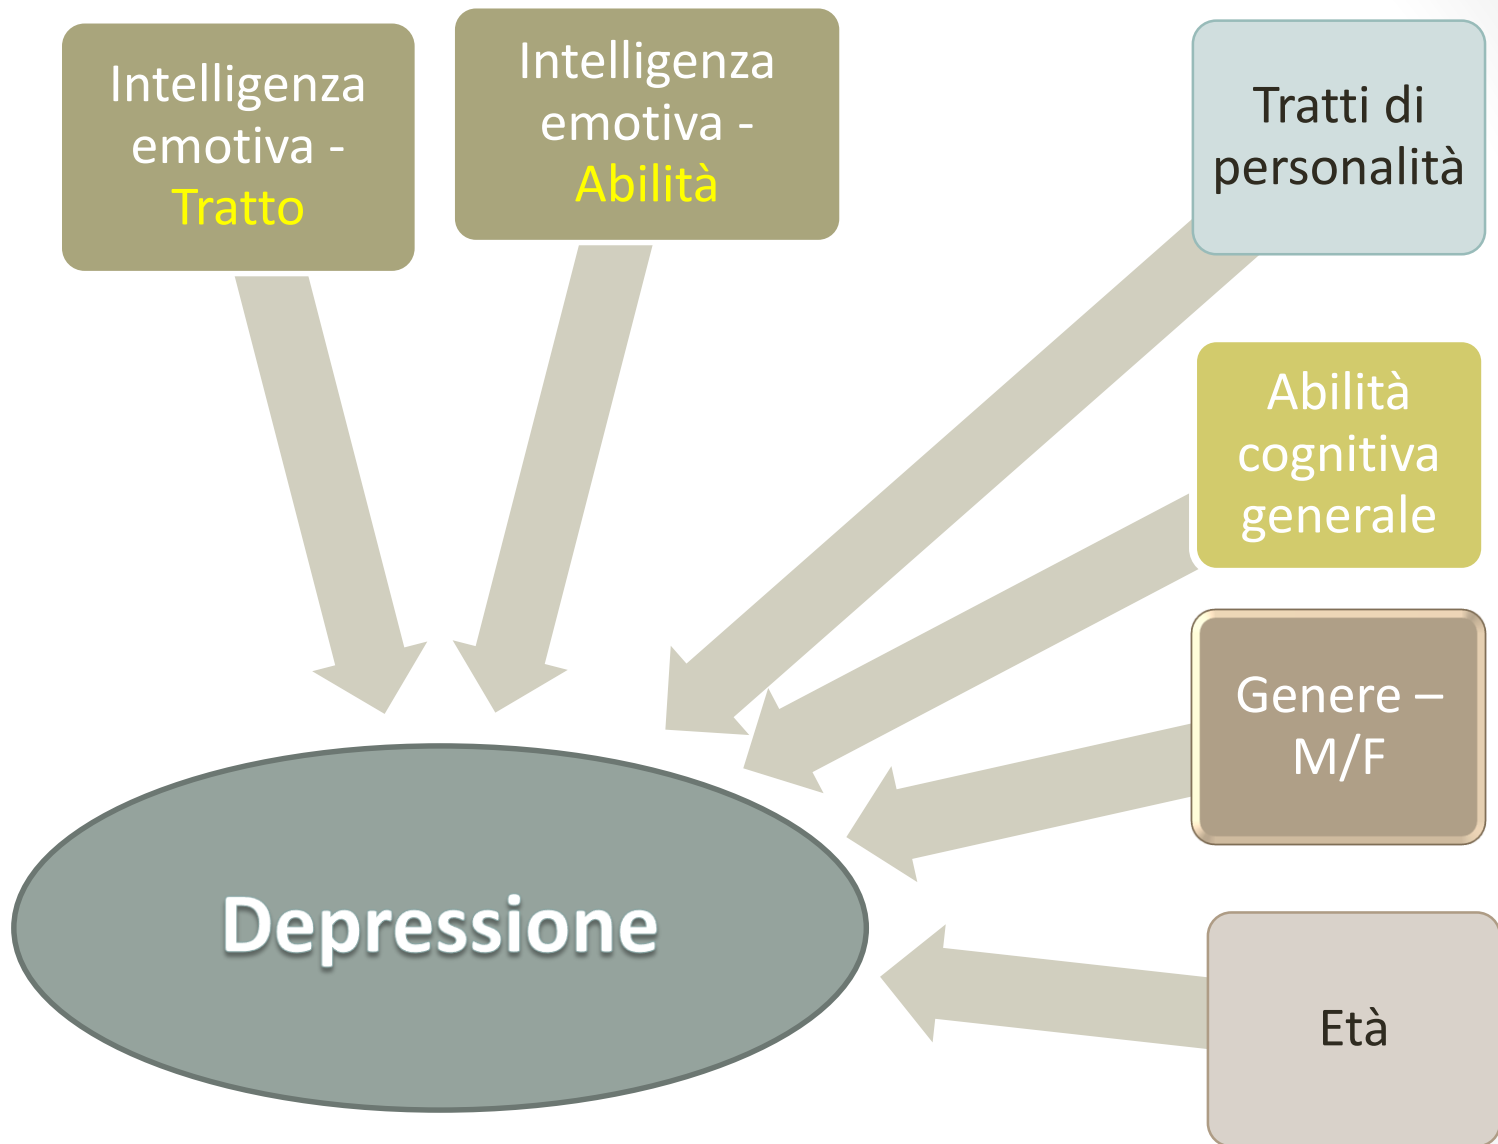 Intelligenza
emotiva -
Tratto
Intelligenza
emotiva -
Abilità
Tratti di
personalità
Abilità
cognitiva
generale
Genere –
M/F
Depressione
Età